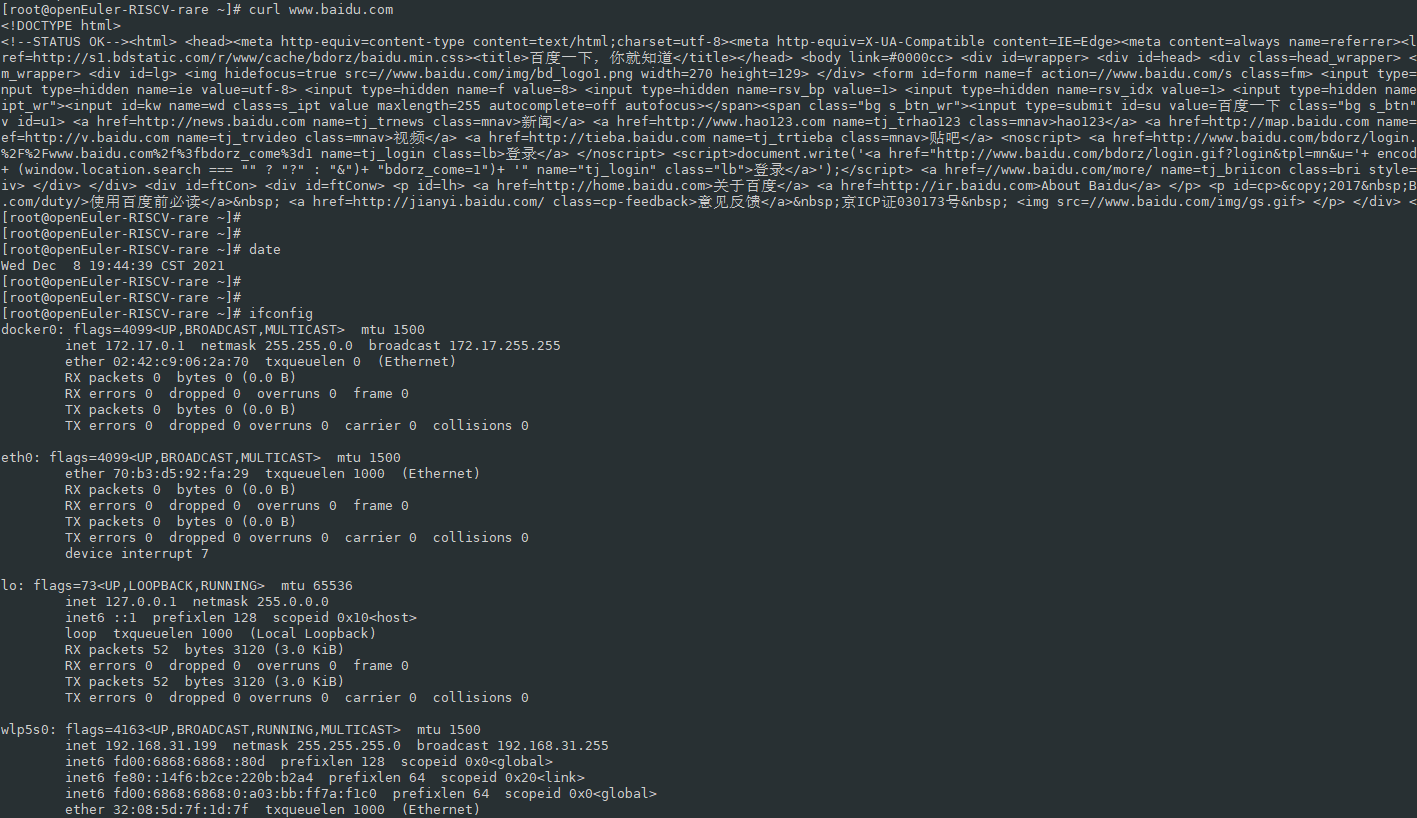 [root@openEuler-RISCV-rare ~]# curl www.baidu.com
<!DOCTYPE html>
<!--STATUS OK--><html> <head><meta http-equiv=content-type content=text/html;charset=utf-8><meta http-equiv=X-UA-Compatible content=IE=Edge><meta content=always name=referrer><l
ref=http://s1.bdstatic.com/r/www/cache/bdorz/baidu.min.css><title>百度一下，你就知道</title></head> <body link=#0000cc> <div id=wrapper> <div id=head> <div class=head_wrapper> <
m_wrapper> <div id=lg> <img hidefocus=true src=//www.baidu.com/img/bd_logo1.png width=270 height=129> </div> <form id=form name=f action=//www.baidu.com/s class=fm> <input type=
nput type=hidden name=ie value=utf-8> <input type=hidden name=f value=8> <input type=hidden name=rsv_bp value=1> <input type=hidden name=rsv_idx value=1> <input type=hidden name
ipt_wr"><input id=kw name=wd class=s_ipt value maxlength=255 autocomplete=off autofocus></span><span class="bg s_btn_wr"><input type=submit id=su value=百度一下 class="bg s_btn"
v id=u1> <a href=http://news.baidu.com name=tj_trnews class=mnav>新闻</a> <a href=http://www.hao123.com name=tj_trhao123 class=mnav>hao123</a> <a href=http://map.baidu.com name=
ef=http://v.baidu.com name=tj_trvideo class=mnav>视频</a> <a href=http://tieba.baidu.com name=tj_trtieba class=mnav>贴吧</a> <noscript> <a href=http://www.baidu.com/bdorz/login.
%2F%2Fwww.baidu.com%2f%3fbdorz_come%3d1 name=tj_login class=lb>登录</a> </noscript> <script>document.write('<a href="http://www.baidu.com/bdorz/login.gif?login&tpl=mn&u='+ encod
+ (window.location.search === "" ? "?" : "&")+ "bdorz_come=1")+ '" name="tj_login" class="lb">登录</a>');</script> <a href=//www.baidu.com/more/ name=tj_briicon class=bri style=
iv> </div> </div> <div id=ftCon> <div id=ftConw> <p id=lh> <a href=http://home.baidu.com>关于百度</a> <a href=http://ir.baidu.com>About Baidu</a> </p> <p id=cp>&copy;2017&nbsp;B
.com/duty/>使用百度前必读</a>&nbsp; <a href=http://jianyi.baidu.com/ class=cp-feedback>意见反馈</a>&nbsp;京ICP证030173号&nbsp; <img src=//www.baidu.com/img/gs.gif> </p> </div> <
[root@openEuler-RISCV-rare ~]#
[root@openEuler-RISCV-rare ~]#
[root@openEuler-RISCV-rare ~]# date
Wed Dec  8 19:44:39 CST 2021
[root@openEuler-RISCV-rare ~]#
[root@openEuler-RISCV-rare ~]#
[root@openEuler-RISCV-rare ~]# ifconfig
docker0: flags=4099<UP,BROADCAST,MULTICAST>  mtu 1500
        inet 172.17.0.1  netmask 255.255.0.0  broadcast 172.17.255.255
        ether 02:42:c9:06:2a:70  txqueuelen 0  (Ethernet)
        RX packets 0  bytes 0 (0.0 B)
        RX errors 0  dropped 0  overruns 0  frame 0
        TX packets 0  bytes 0 (0.0 B)
        TX errors 0  dropped 0 overruns 0  carrier 0  collisions 0
eth0: flags=4099<UP,BROADCAST,MULTICAST>  mtu 1500
        ether 70:b3:d5:92:fa:29  txqueuelen 1000  (Ethernet)
        RX packets 0  bytes 0 (0.0 B)
        RX errors 0  dropped 0  overruns 0  frame 0
        TX packets 0  bytes 0 (0.0 B)
        TX errors 0  dropped 0 overruns 0  carrier 0  collisions 0
        device interrupt 7
lo: flags=73<UP,LOOPBACK,RUNNING>  mtu 65536
        inet 127.0.0.1  netmask 255.0.0.0
        inet6 ::1  prefixlen 128  scopeid 0x10<host>
        loop  txqueuelen 1000  (Local Loopback)
        RX packets 52  bytes 3120 (3.0 KiB)
        RX errors 0  dropped 0  overruns 0  frame 0
        TX packets 52  bytes 3120 (3.0 KiB)
        TX errors 0  dropped 0 overruns 0  carrier 0  collisions 0
wlp5s0: flags=4163<UP,BROADCAST,RUNNING,MULTICAST>  mtu 1500
        inet 192.168.31.199  netmask 255.255.255.0  broadcast 192.168.31.255
        inet6 fd00:6868:6868::80d  prefixlen 128  scopeid 0x0<global>
        inet6 fe80::14f6:b2ce:220b:b2a4  prefixlen 64  scopeid 0x20<link>
        inet6 fd00:6868:6868:0:a03:bb:ff7a:f1c0  prefixlen 64  scopeid 0x0<global>
        ether 32:08:5d:7f:1d:7f  txqueuelen 1000  (Ethernet)